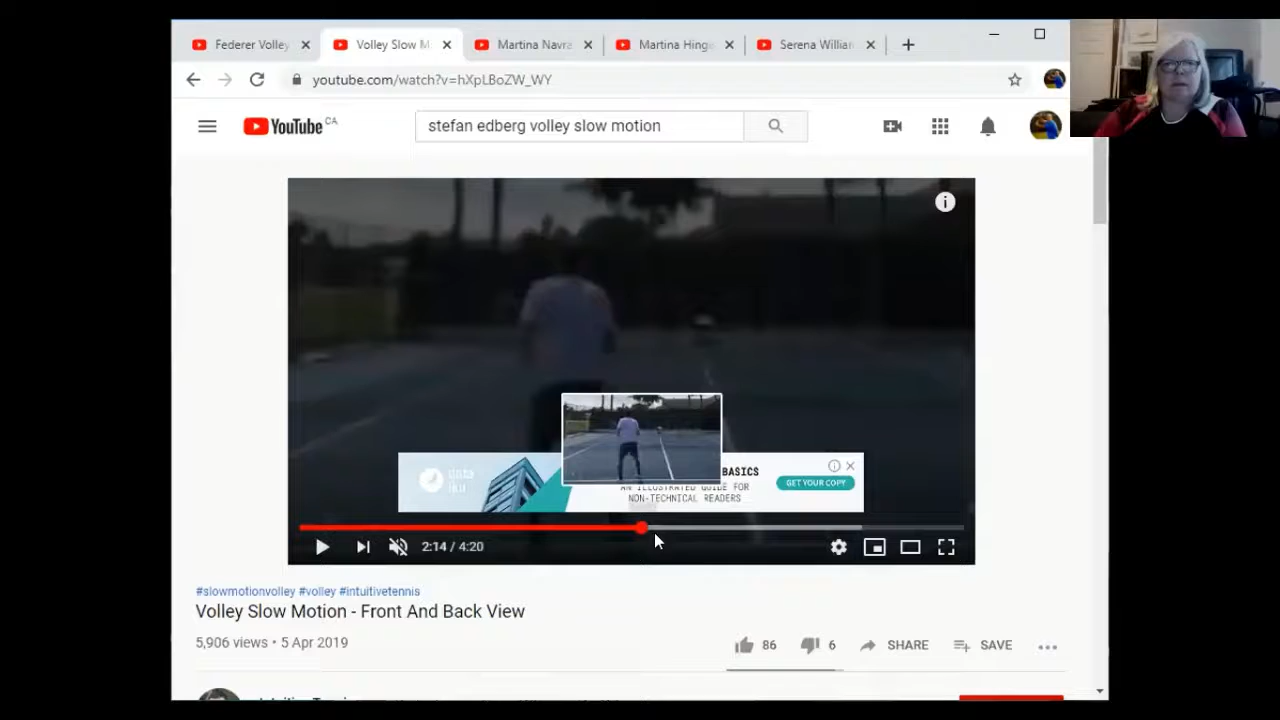 Federer Volley
Volley Slow M
Martina Navra
Martina Hing
Serena Willian
youtube.com/watch?v=hXpLBoZW_WY
YouTube CA
stefan edberg volley slow motion
BASICS
AN ILLUSTRATED GUIDE FOR
NON-TECHNICAL READERS
GET YOUR COPY
2:14 / 4:20
#slowmotionvolley #volley #intuitivetennis
Volley Slow Motion - Front And Back View
5,906 views • 5 Apr 2019
86
6
SHARE
SAVE